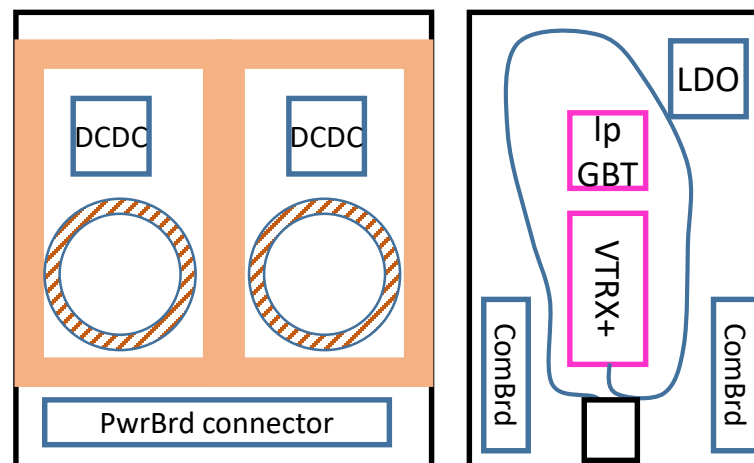 DCDC
DCDC
PwrBrd connector
LDO
lp
GBT
VTRX+
ComBrd
ComBrd